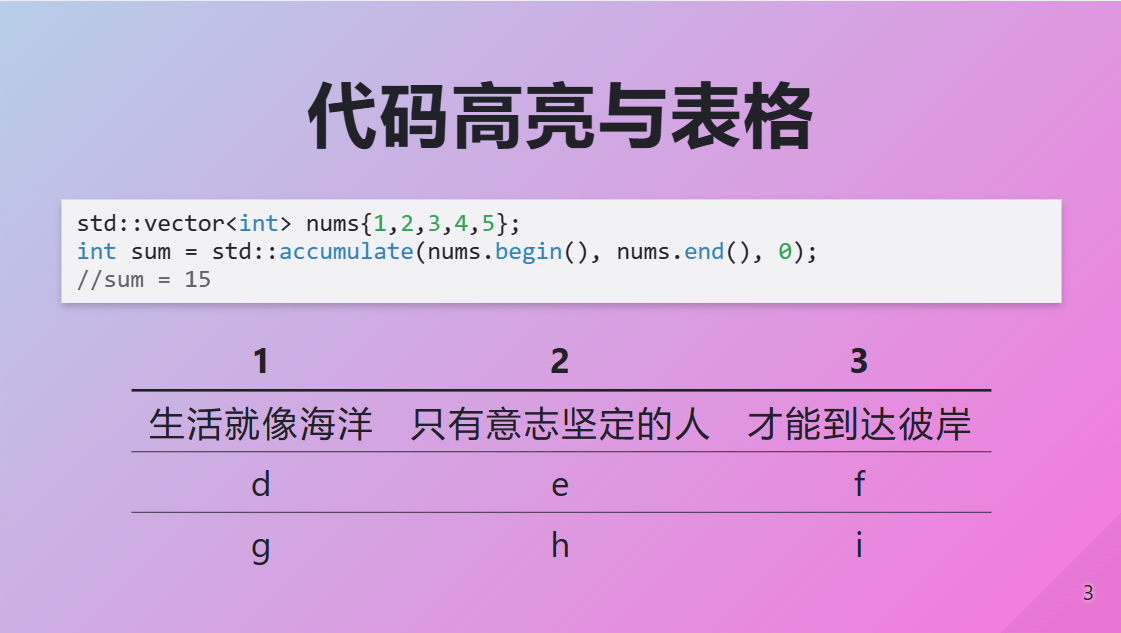 代码高亮与表格
std::vector<int> nums{1,2,3,4,5};
int sum = std::accumulate(nums.begin(), nums.end(), 0);
//sum = 15
1 2 3
生活就像海洋 只有意志坚定的人 才能到达彼岸
d e f
g h i
3